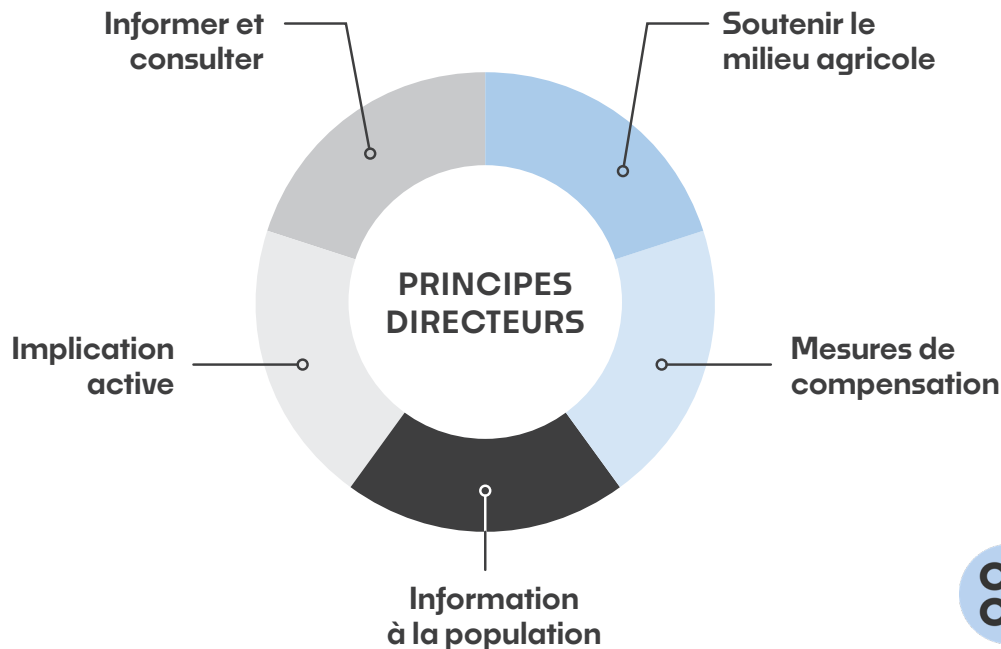 Informer et
consulter
Soutenir le
milieu agricole
PRINCIPES
DIRECTEURS
Implication
active
Mesures de
compensation
Information
à la population